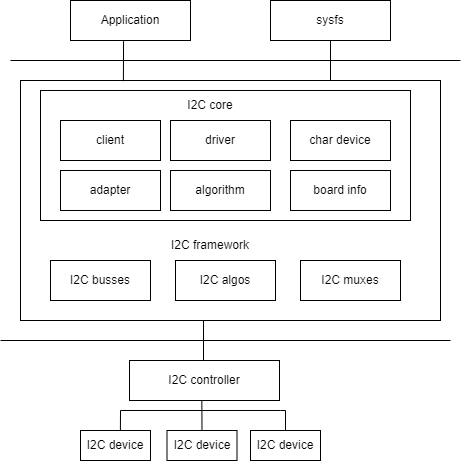 Application
sysfs
I2C core
client
driver
char device
adapter
algorithm
board info
I2C framework
I2C busses
I2C algos
I2C muxes
I2C controller
I2C device
I2C device
I2C device